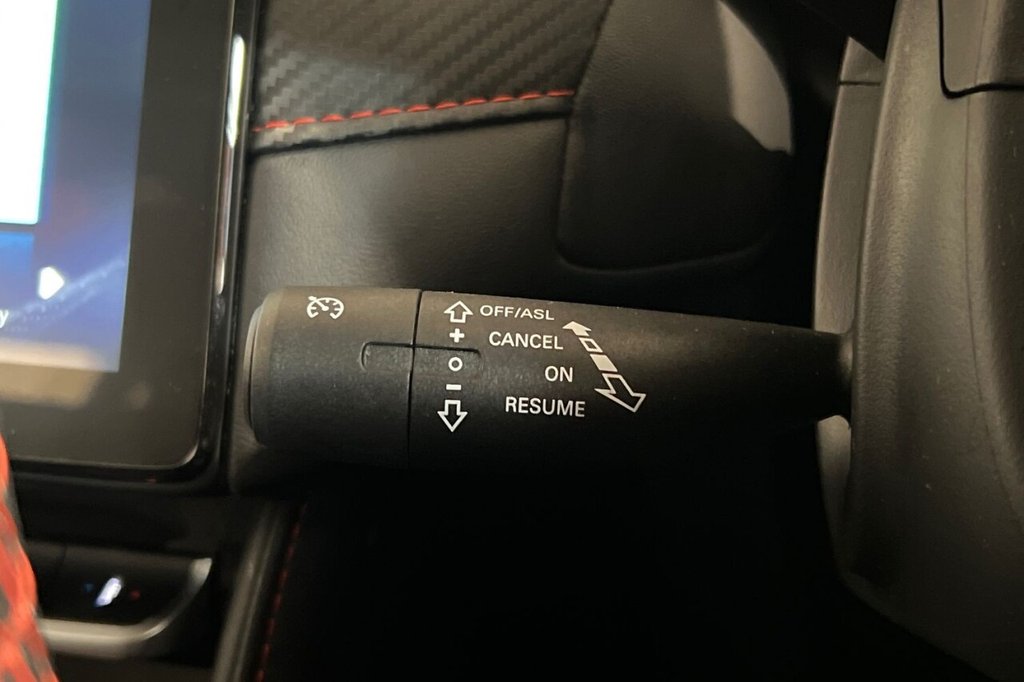 OFF/ASL
+ CANCEL
ON
- RESUME
y